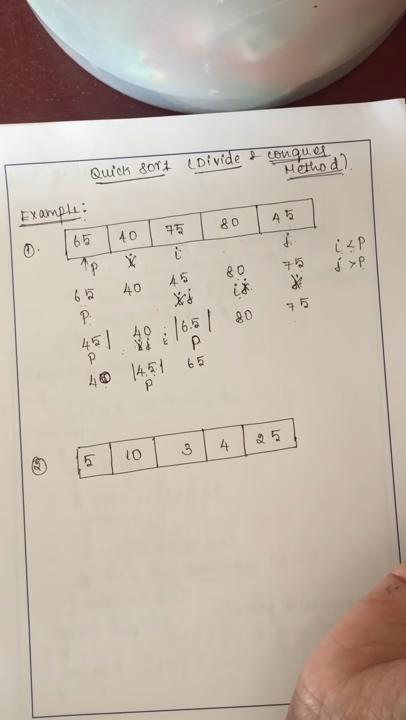 Quick sort (Divide & conquer
Method).
Example:
①. 65 40 75 80 45
↑P i i j i < P
65 40 45 80 75 j > P
P i j i j j
45| 40 i |65| 80 75
P i j P
40 |45| 65
P
② 5 10 3 4 25